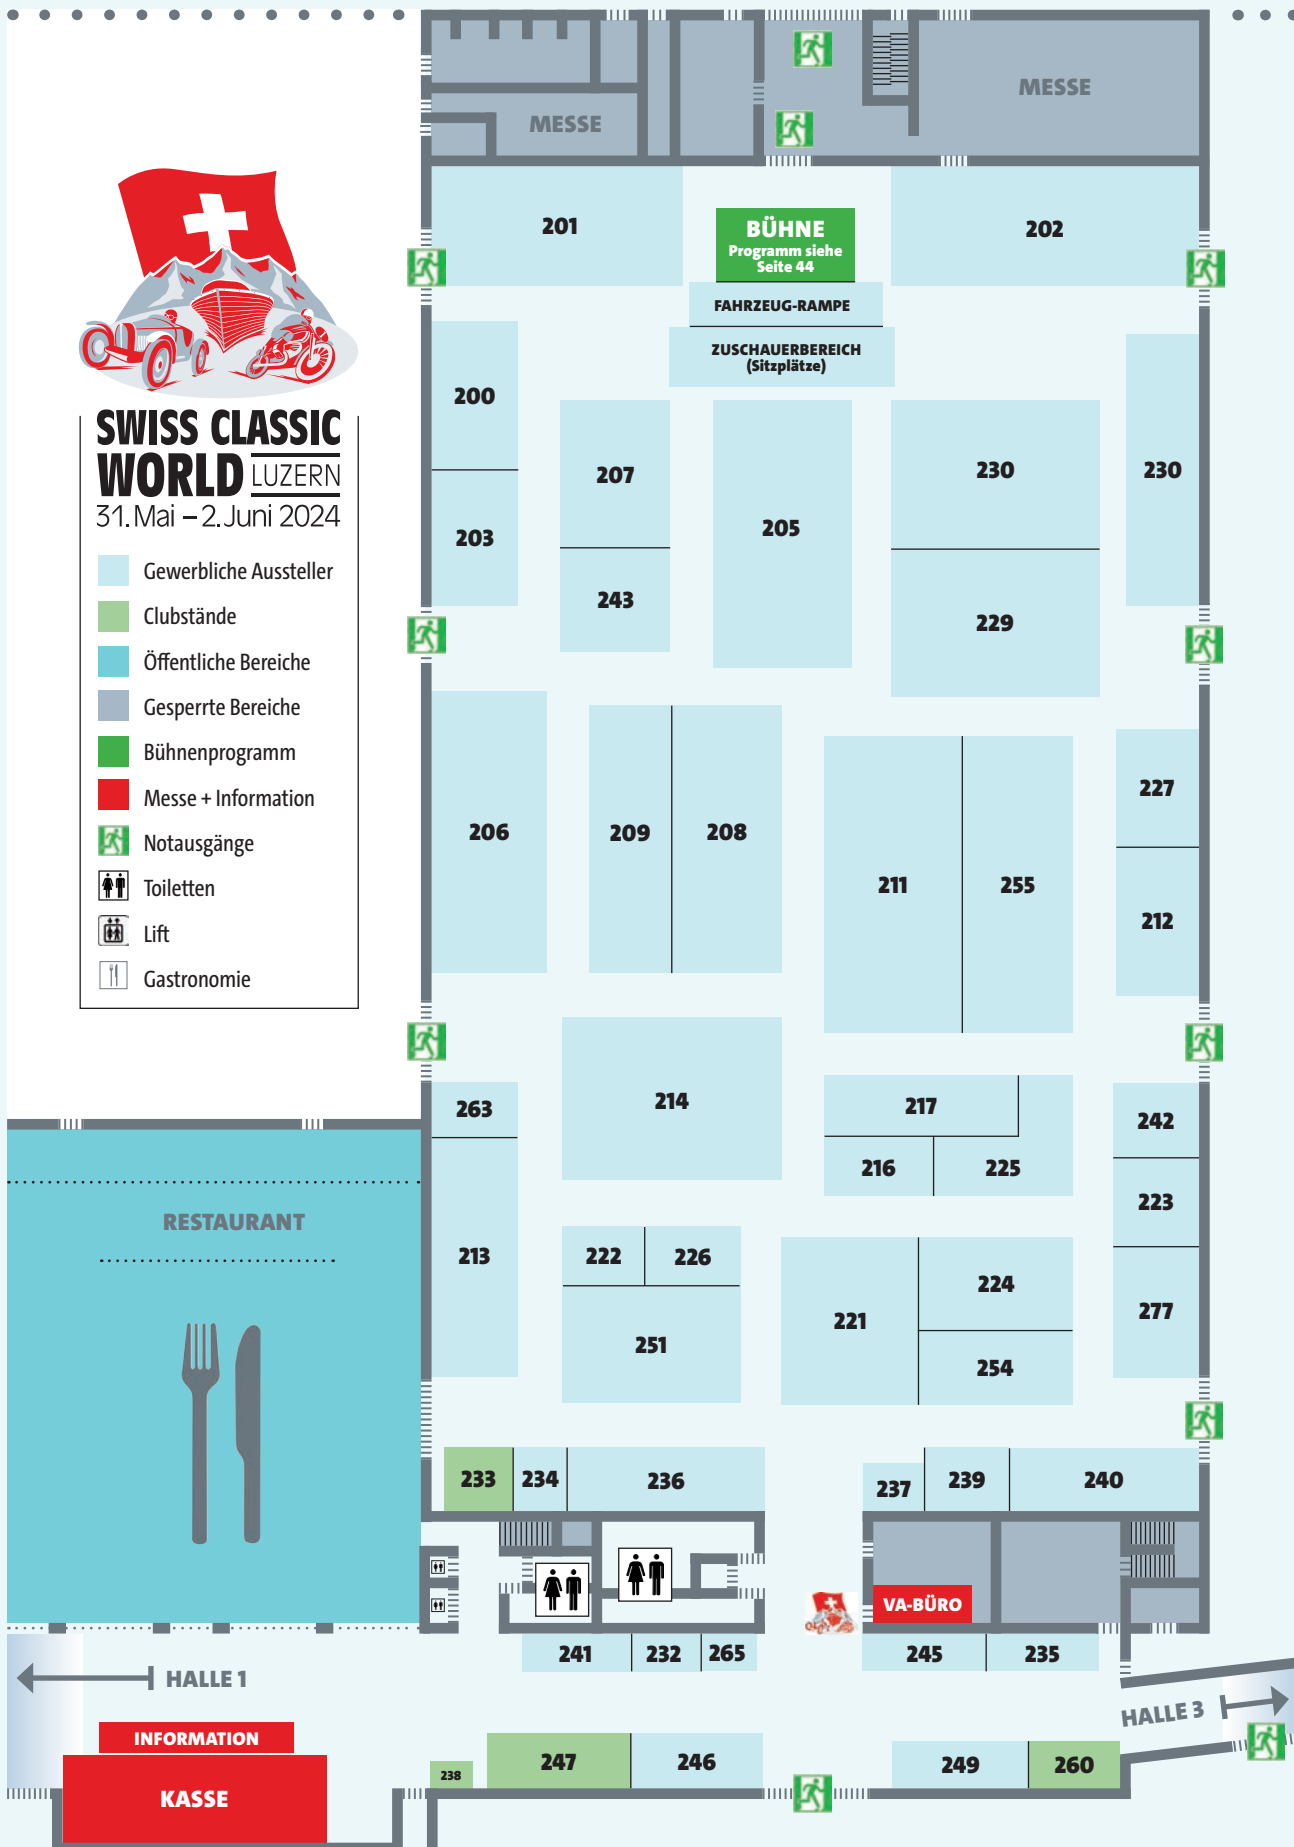 MESSE
MESSE
201
BÜHNE
Programm siehe
Seite 44
202
FAHRZEUG-RAMPE
ZUSCHAUERBEREICH
(Sitzplätze)
SWISS CLASSIC
WORLD LUZERN
31. Mai – 2. Juni 2024
Gewerbliche Aussteller
Clubstände
Öffentliche Bereiche
Gesperrte Bereiche
Bühnenprogramm
Messe + Information
Notausgänge
Toiletten
Lift
Gastronomie
200
207
230
230
203
205
243
229
206
209
208
211
255
227
212
263
214
217
242
216
225
223
RESTAURANT
213
222
226
224
221
277
251
254
233
234
236
237
239
240
VA-BÜRO
241
232
265
245
235
HALLE 1
HALLE 3
INFORMATION
KASSE
238
247
246
249
260